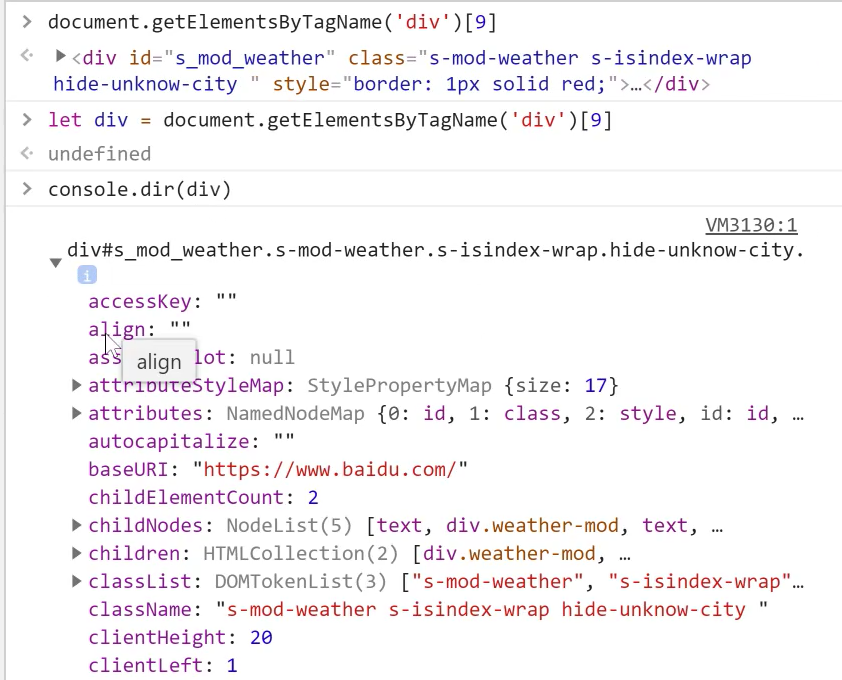 > document.getElementsByTagName('div')[9]
<div id="s_mod_weather" class="s-mod-weather s-isindex-wrap
hide-unknow-city " style="border: 1px solid red;">…</div>
> let div = document.getElementsByTagName('div')[9]
undefined
> console.dir(div)
VM3130:1
div#s_mod_weather.s-mod-weather.s-isindex-wrap.hide-unknow-city.
i
accessKey: ""
align: ""
ass lot: null
align
attributeStyleMap: StylePropertyMap {size: 17}
attributes: NamedNodeMap {0: id, 1: class, 2: style, id: id, …
autocapitalize: ""
baseURI: "https://www.baidu.com/"
childElementCount: 2
childNodes: NodeList(5) [text, div.weather-mod, text, …
children: HTMLCollection(2) [div.weather-mod, …
classList: DOMTokenList(3) ["s-mod-weather", "s-isindex-wrap"…
className: "s-mod-weather s-isindex-wrap hide-unknow-city "
clientHeight: 20
clientLeft: 1